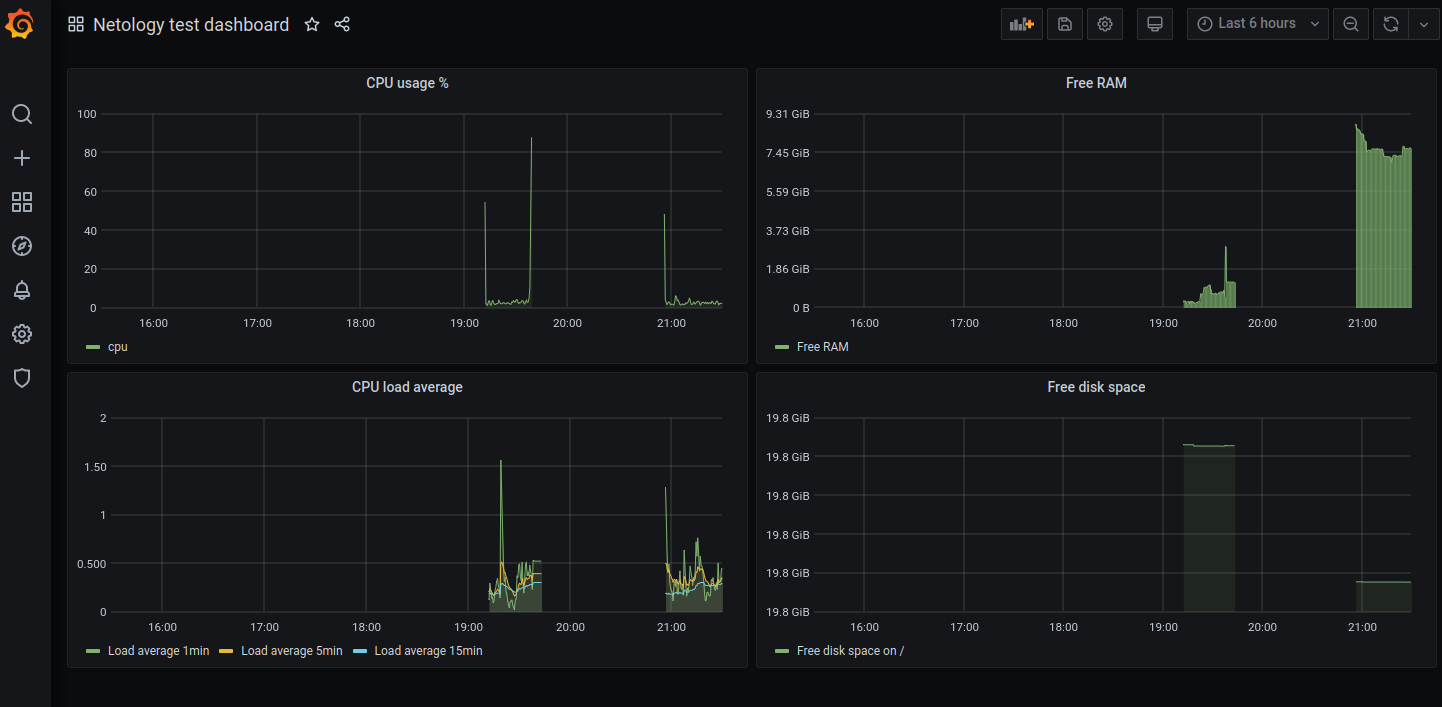 Netology test dashboard
Last 6 hours
CPU usage %
100
80
60
40
20
0
16:00 17:00 18:00 19:00 20:00 21:00
cpu
Free RAM
9.31 GiB
7.45 GiB
5.59 GiB
3.73 GiB
1.86 GiB
0 B
16:00 17:00 18:00 19:00 20:00 21:00
Free RAM
CPU load average
2
1.50
1
0.500
0
16:00 17:00 18:00 19:00 20:00 21:00
Load average 1min Load average 5min Load average 15min
Free disk space
19.8 GiB
19.8 GiB
19.8 GiB
19.8 GiB
19.8 GiB
19.8 GiB
16:00 17:00 18:00 19:00 20:00 21:00
Free disk space on /